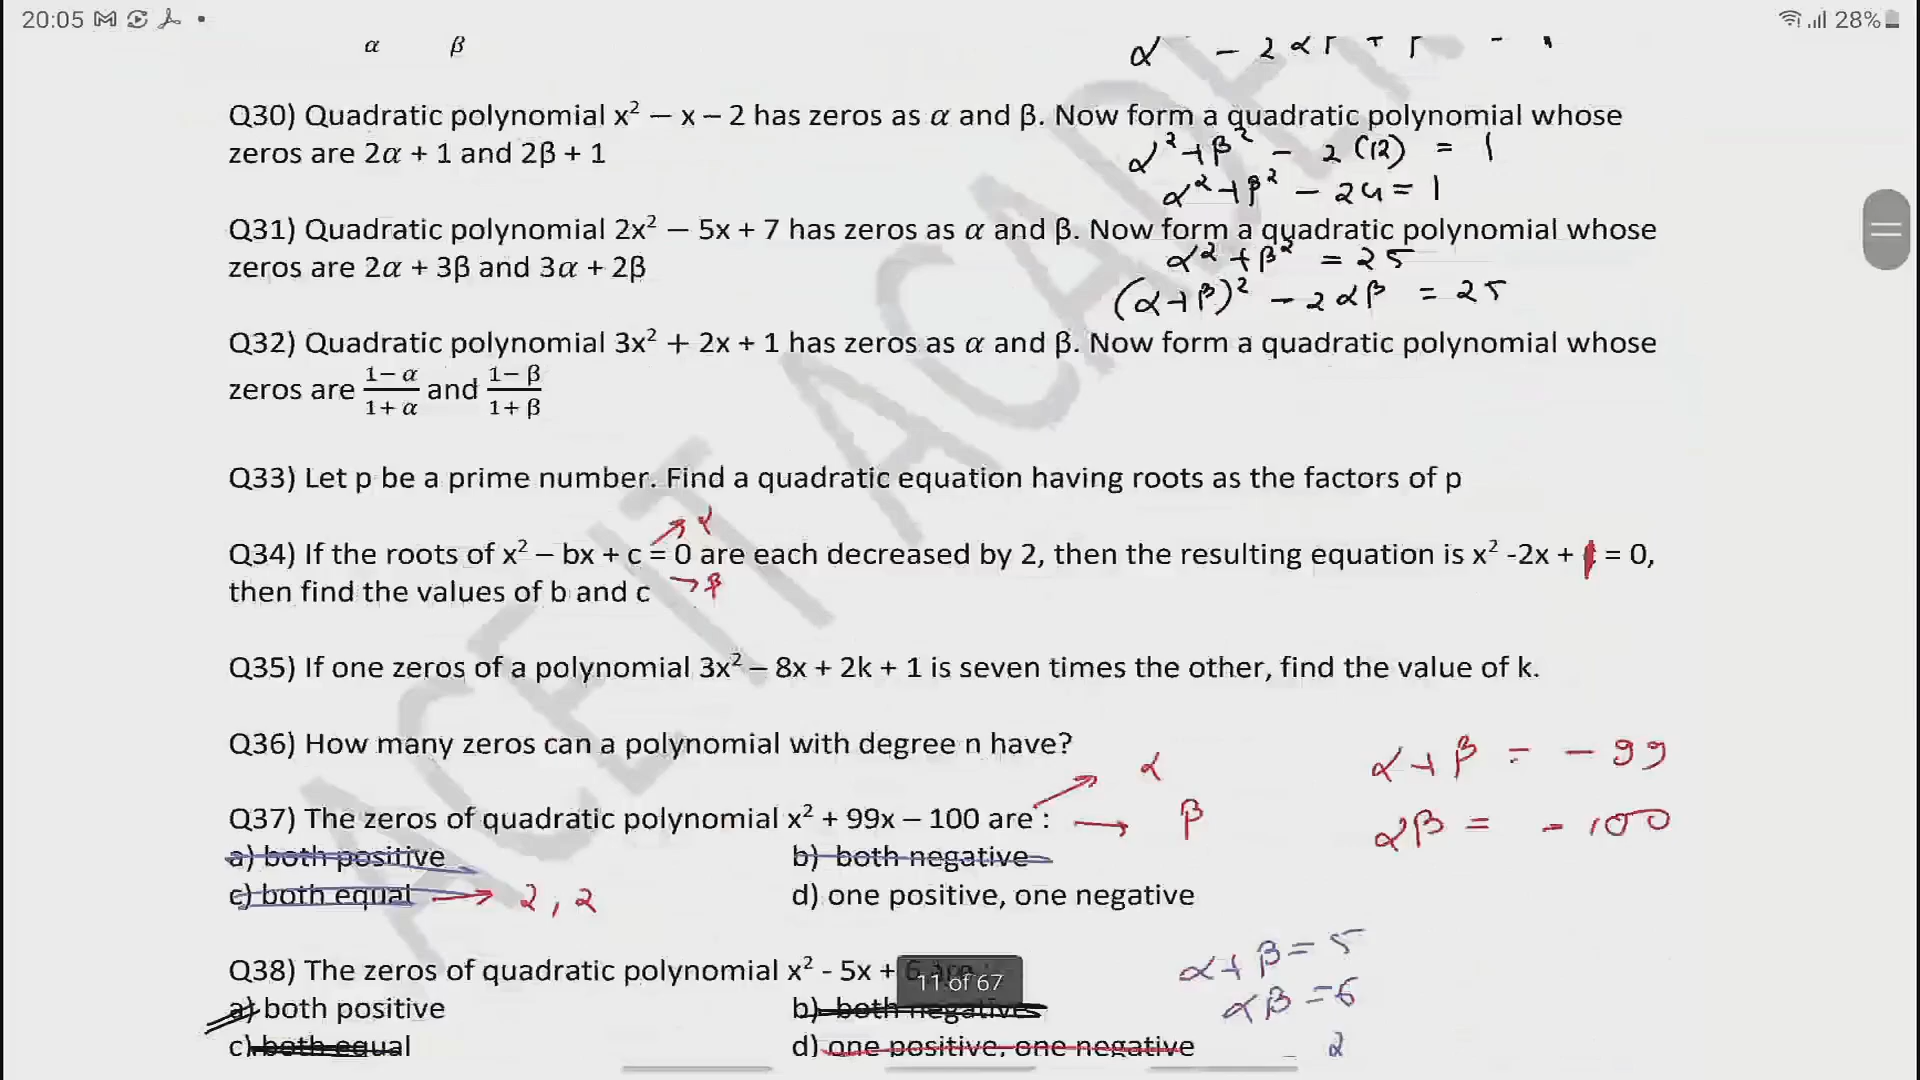 20:05
28%
α β
α - 2α
Q30) Quadratic polynomial x² – x – 2 has zeros as α and β. Now form a quadratic polynomial whose
zeros are 2α + 1 and 2β + 1
α² + β² - 2(12) = 1
α² + β² - 24 = 1
Q31) Quadratic polynomial 2x² – 5x + 7 has zeros as α and β. Now form a quadratic polynomial whose
zeros are 2α + 3β and 3α + 2β
α² + β² = 25
(α+β)² - 2αβ = 25
Q32) Quadratic polynomial 3x² + 2x + 1 has zeros as α and β. Now form a quadratic polynomial whose
zeros are (1- α)/(1+ α) and (1- β)/(1+ β)
Q33) Let p be a prime number. Find a quadratic equation having roots as the factors of p
α
Q34) If the roots of x² – bx + c = 0 are each decreased by 2, then the resulting equation is x² -2x + = 0,
then find the values of b and c β
Q35) If one zeros of a polynomial 3x² – 8x + 2k + 1 is seven times the other, find the value of k.
Q36) How many zeros can a polynomial with degree n have?
α α+β = -99
Q37) The zeros of quadratic polynomial x² + 99x – 100 are : β αβ = -100
a) both positive b) both negative
c) both equal 2, 2 d) one positive, one negative
α+β = 5
Q38) The zeros of quadratic polynomial x² - 5x + 6 are
11 of 67
αβ = 6
a) both positive b) both negative
c) both equal d) one positive, one negative
2
ACE IT ACADE